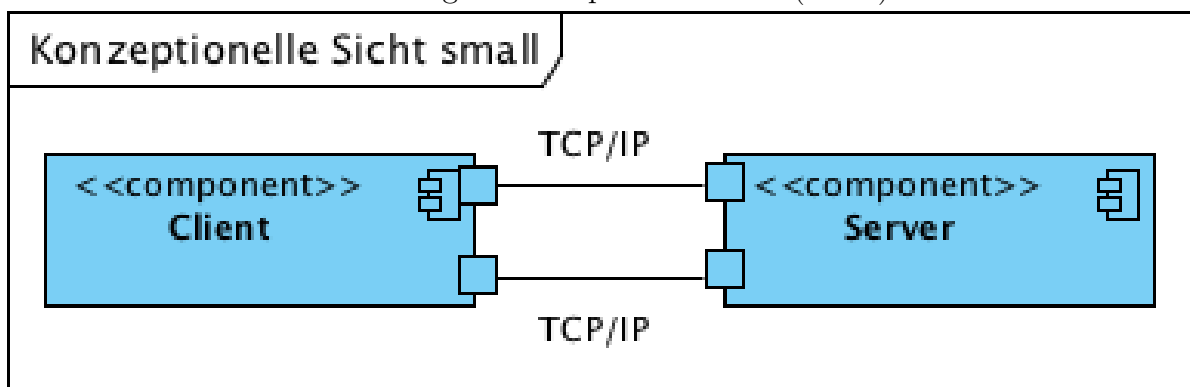 Konzeptionelle Sicht small
TCP/IP
<<component>>
Client
<<component>>
Server
TCP/IP